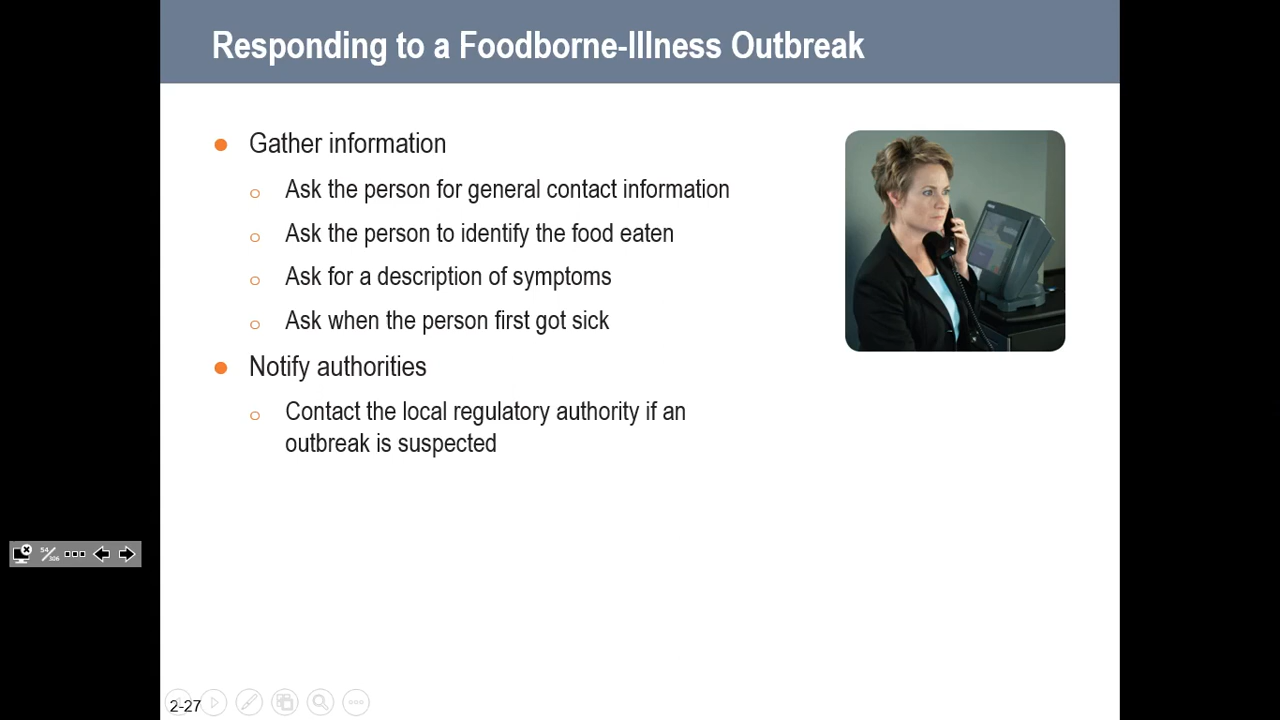 Responding to a Foodborne-Illness Outbreak
Gather information
Ask the person for general contact information
Ask the person to identify the food eaten
Ask for a description of symptoms
Ask when the person first got sick
Notify authorities
Contact the local regulatory authority if an
outbreak is suspected
54/306
2-27